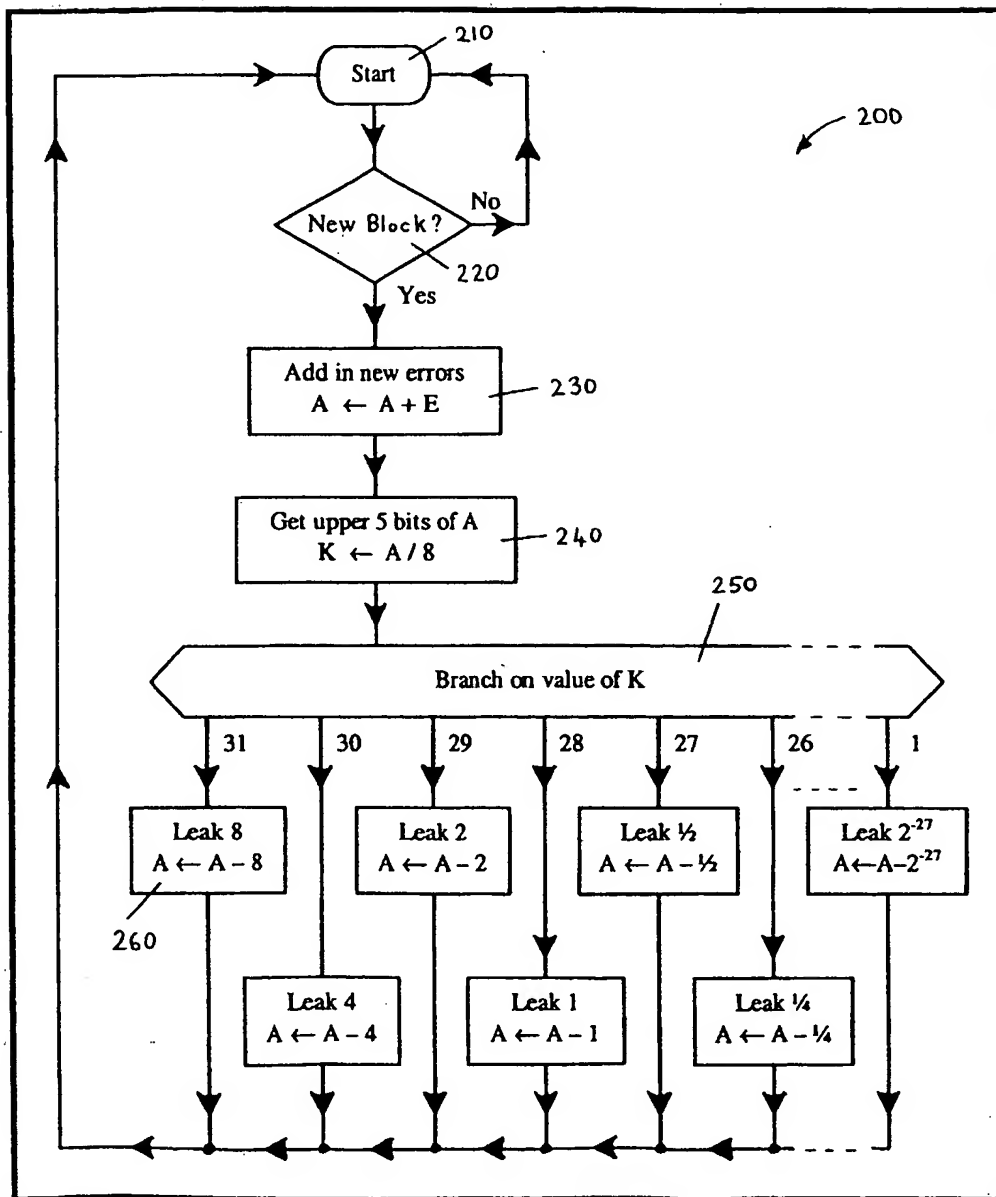 210
Start
200
No
New Block?
220
Yes
Add in new errors
A ← A + E
230
Get upper 5 bits of A
K ← A / 8
240
250
Branch on value of K
31 30 29 28 27 26 1
Leak 8
A ← A – 8
Leak 2
A ← A – 2
Leak ½
A ← A – ½
Leak 2⁻²⁷
A←A–2⁻²⁷
260
Leak 4
A ← A – 4
Leak 1
A ← A – 1
Leak ¼
A ← A – ¼